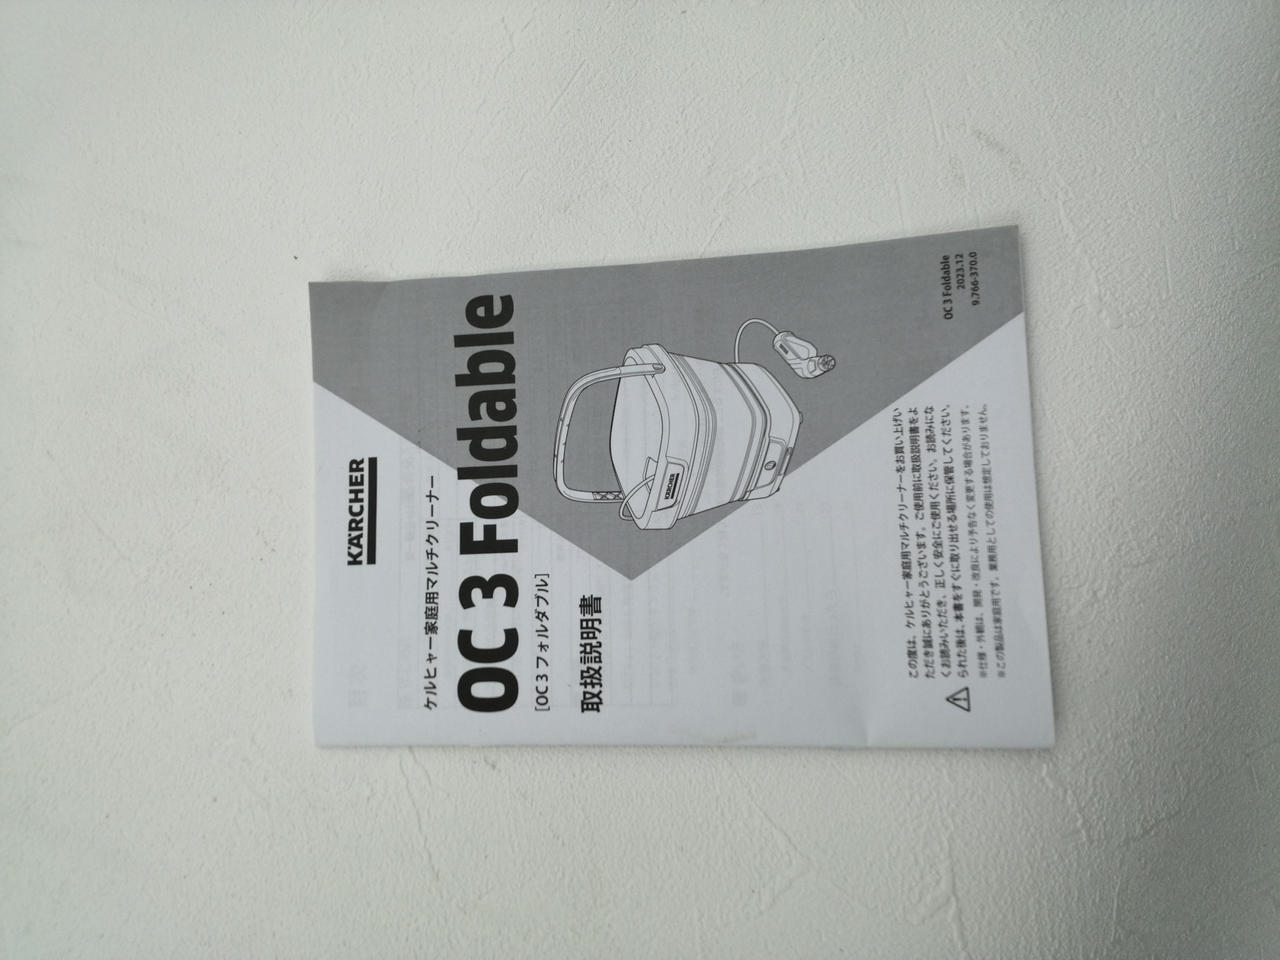 KÄRCHER
ケルヒャー家庭用マルチクリーナー
OC 3 Foldable
[OC 3 フォルダブル]
取扱説明書
KÄRCHER
この度は、ケルヒャー家庭用マルチクリーナーをお買い上げい
ただき誠にありがとうございます。ご使用前に取扱説明書をよ
くお読みいただき、正しく安全にご使用ください。お読みにな
られた後は、本書をすぐに取り出せる場所に保管してください。
※仕様・外観は、開発・改良により予告なく変更する場合があります。
※この製品は家庭用です。業務用としての使用は想定しておりません。
OC 3 Foldable
2023.12
9.766-370.0